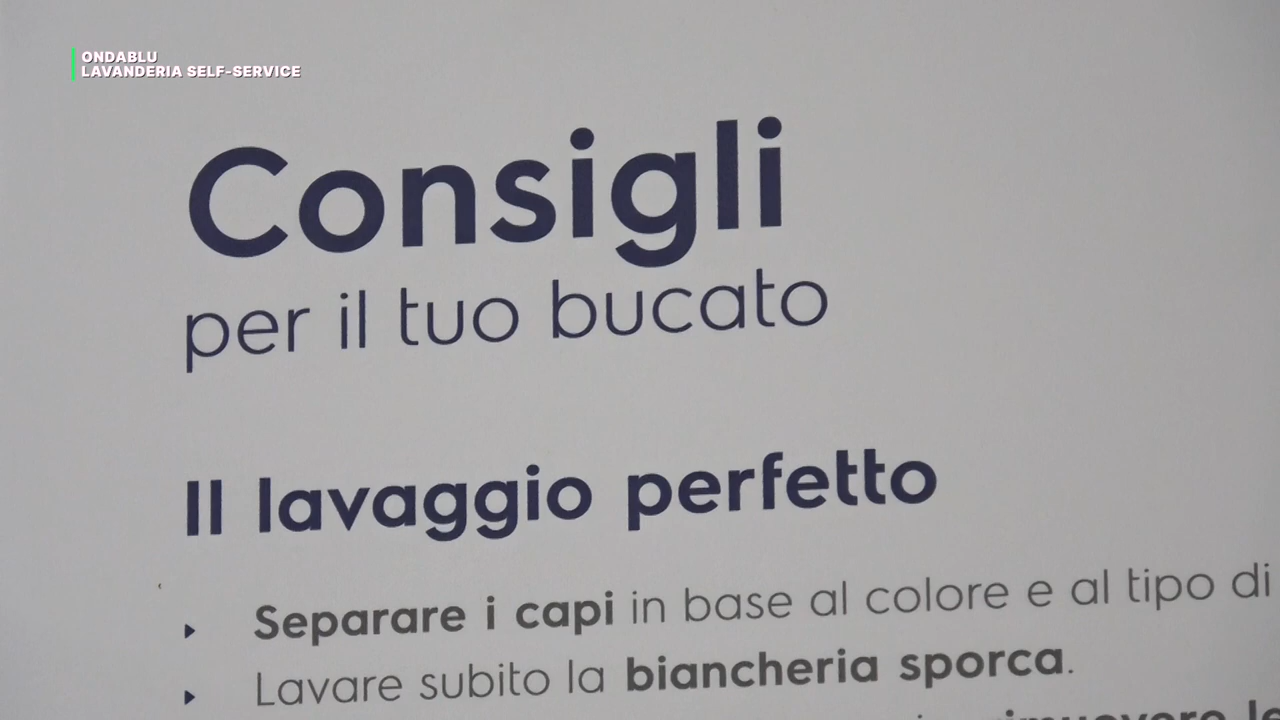 ONDABLU
LAVANDERIA SELF-SERVICE
Consigli
per il tuo bucato
Il lavaggio perfetto
Separare i capi in base al colore e al tipo di
Lavare subito la biancheria sporca.